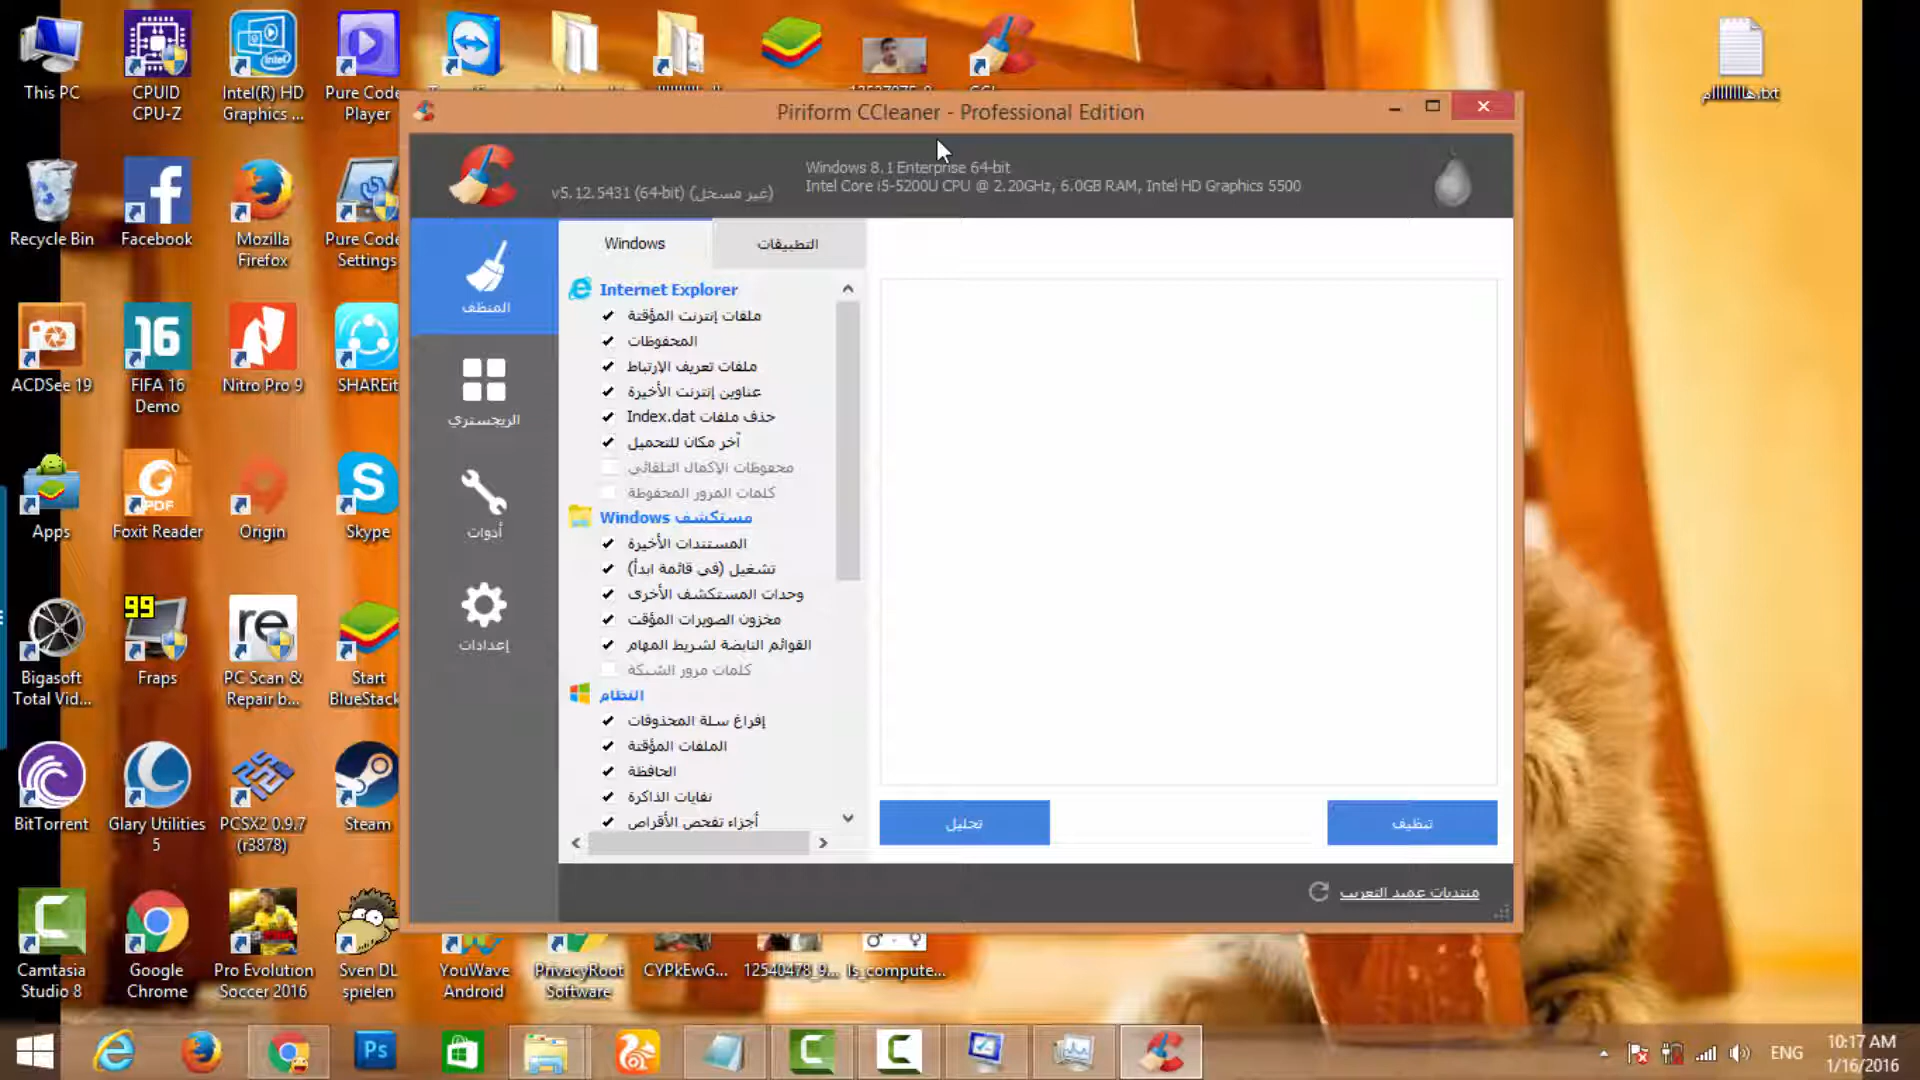 This PC
CPUID
CPU-Z
Intel(R) HD
Graphics ...
Pure Code
Player
هاااااااام.txt
Piriform CCleaner - Professional Edition
v5.12.5431 (64-bit) (غير مسجل)
Windows 8.1 Enterprise 64-bit
Intel Core i5-5200U CPU @ 2.20GHz, 6.0GB RAM, Intel HD Graphics 5500
Recycle Bin
Facebook
Mozilla
Firefox
Pure Code
Settings
المنظف
الريجستري
أدوات
إعدادات
Windows
التطبيقات
Internet Explorer
ملفات إنترنت المؤقتة
المحفوظات
ملفات تعريف الإرتباط
عناوين إنترنت الأخيرة
حذف ملفات Index.dat
آخر مكان للتحميل
محفوظات الإكمال التلقائي
كلمات المرور المحفوظة
مستكشف Windows
المستندات الأخيرة
تشغيل (في قائمة ابدأ)
وحدات المستكشف الأخرى
مخزون الصويرات المؤقت
القوائم النابضة لشريط المهام
كلمات مرور الشبكة
النظام
إفراغ سلة المحذوفات
الملفات المؤقتة
الحافظة
نفايات الذاكرة
أجزاء تفحص الأقراص
تحليل
تنظيف
منتديات عميد التعريب
ACDSee 19
FIFA 16
Demo
Nitro Pro 9
SHAREit
Apps
Foxit Reader
Origin
Skype
99
Bigasoft
Total Vid...
Fraps
PC Scan &
Repair b...
Start
BlueStack
BitTorrent
Glary Utilities
5
PCSX2 0.9.7
(r3878)
Steam
Camtasia
Studio 8
Google
Chrome
Pro Evolution
Soccer 2016
Sven DL
spielen
YouWave
Android
PrivacyRoot
Software
CYPkEwG...
12540478_9...
Is_compute...
Ps
ENG
10:17 AM
1/16/2016